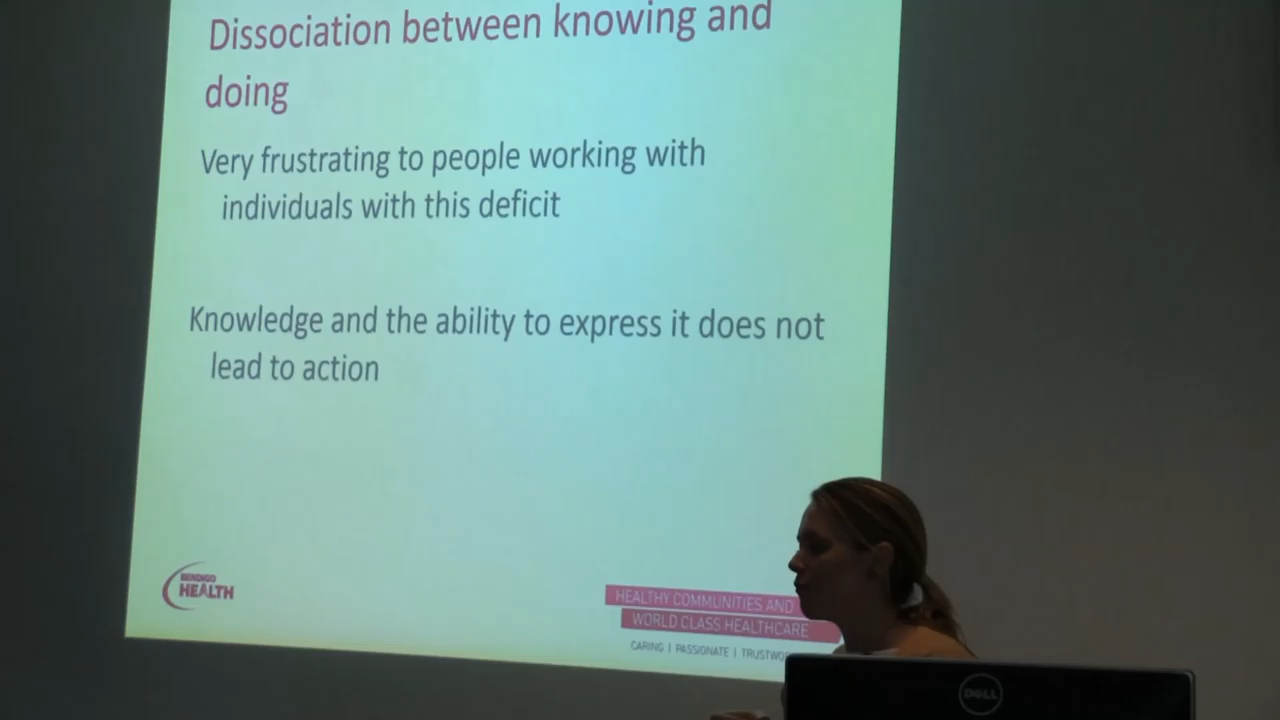 Dissociation between knowing and
doing
Very frustrating to people working with
individuals with this deficit
Knowledge and the ability to express it does not
lead to action
BENDIGO
HEALTH
HEALTHY COMMUNITIES AND
WORLD CLASS HEALTHCARE
CARING | PASSIONATE |
DELL